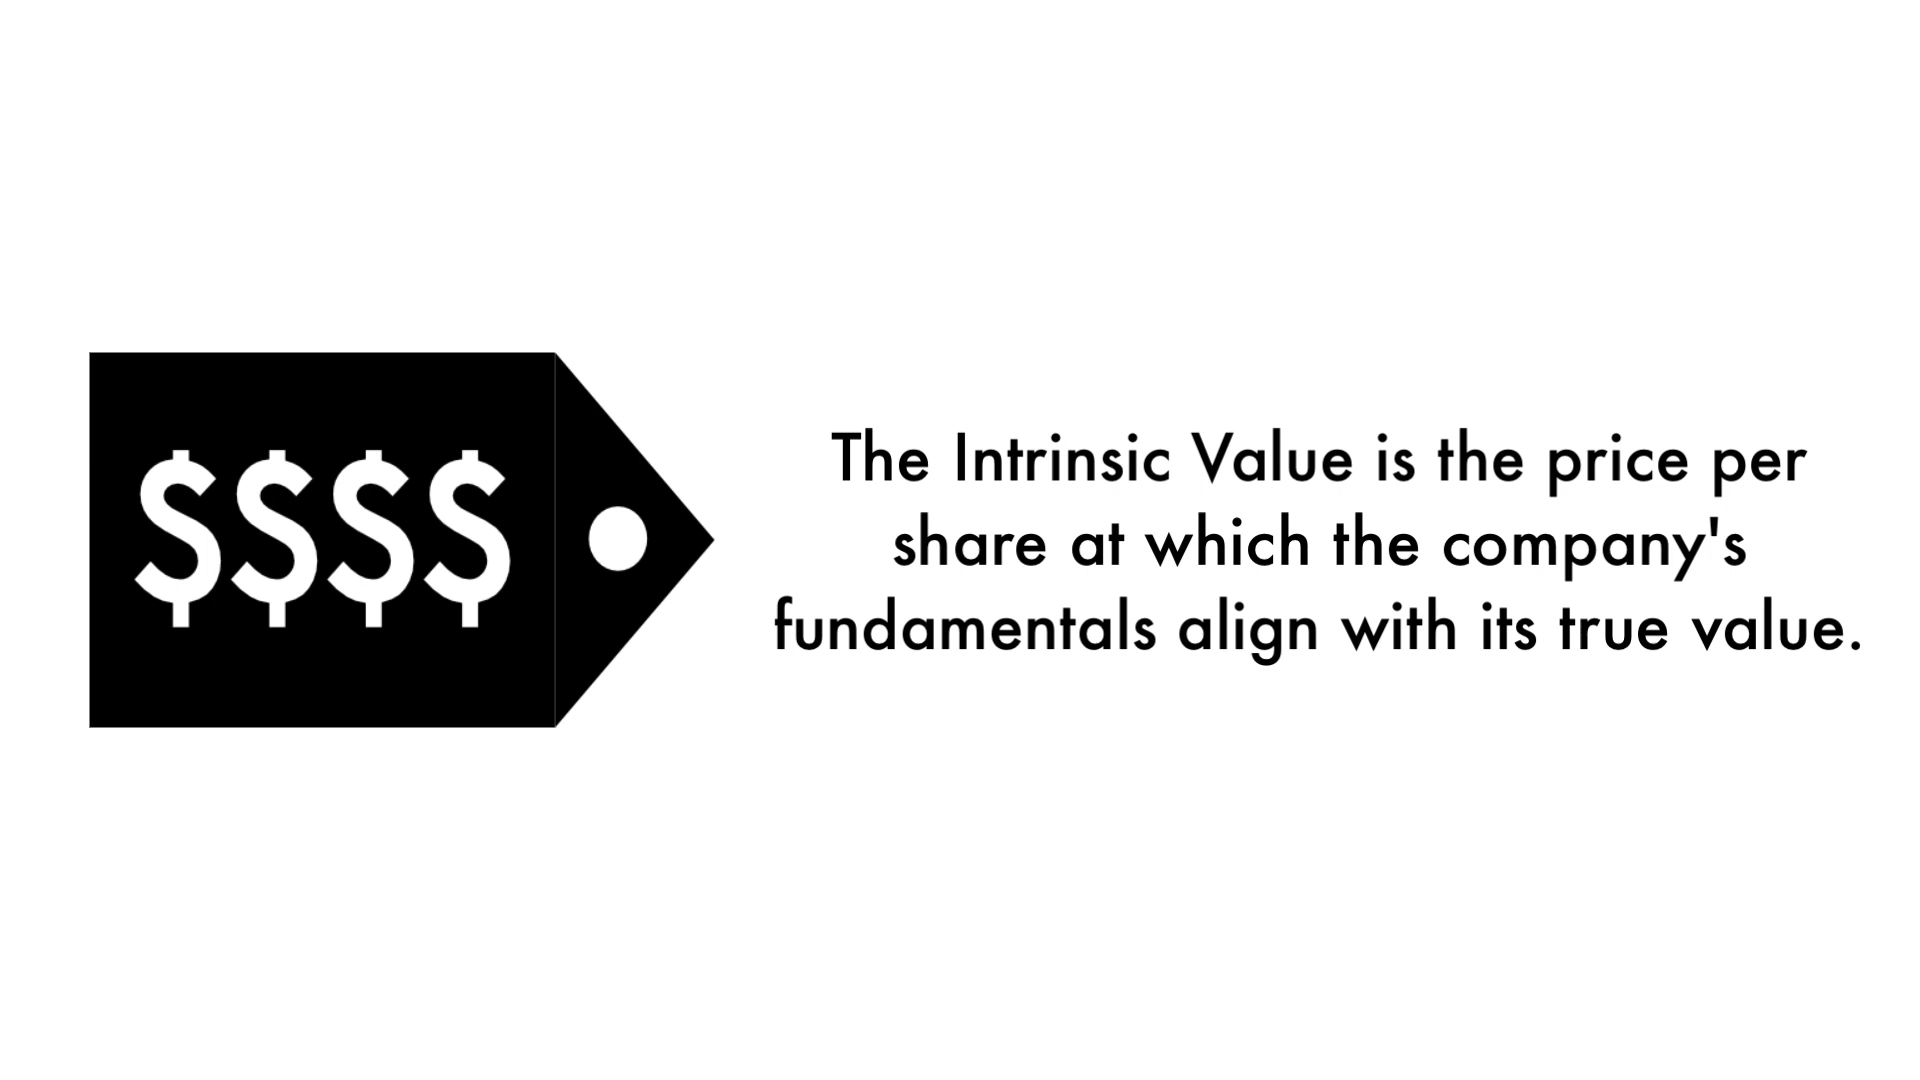 $$$$
The Intrinsic Value is the price per
share at which the company's
fundamentals align with its true value.